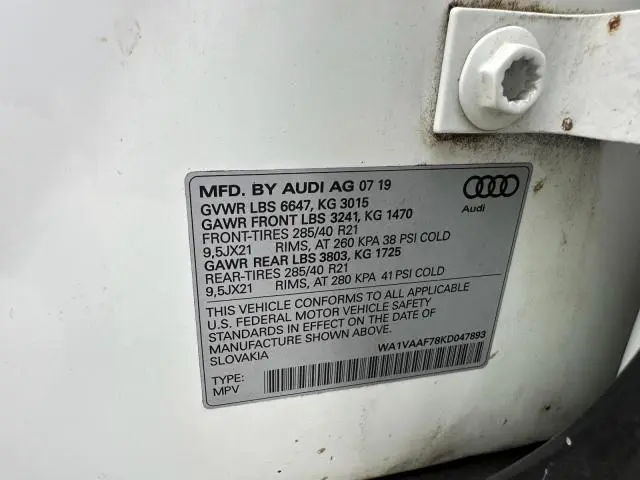 MFD. BY AUDI AG 07 19
GVWR LBS 6647, KG 3015
GAWR FRONT LBS 3241, KG 1470
FRONT-TIRES 285/40 R21
9,5JX21 RIMS, AT 260 KPA 38 PSI COLD
GAWR REAR LBS 3803, KG 1725
REAR-TIRES 285/40 R21
9,5JX21 RIMS, AT 280 KPA 41 PSI COLD
Audi
THIS VEHICLE CONFORMS TO ALL APPLICABLE
U.S. FEDERAL MOTOR VEHICLE SAFETY
STANDARDS IN EFFECT ON THE DATE OF
MANUFACTURE SHOWN ABOVE.
SLOVAKIA
WA1VAAF78KD047893
TYPE:
MPV